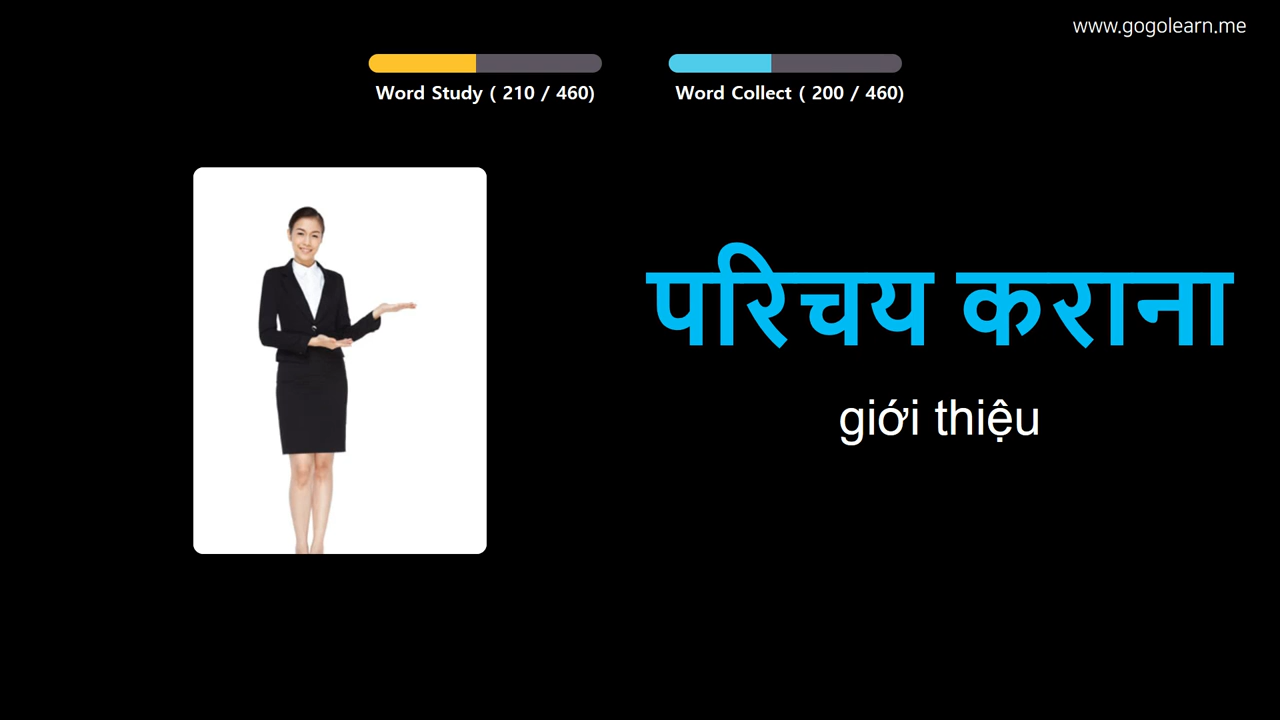 www.gogolearn.me
Word Study ( 210 / 460)
Word Collect ( 200 / 460)
परिचय कराना
giới thiệu